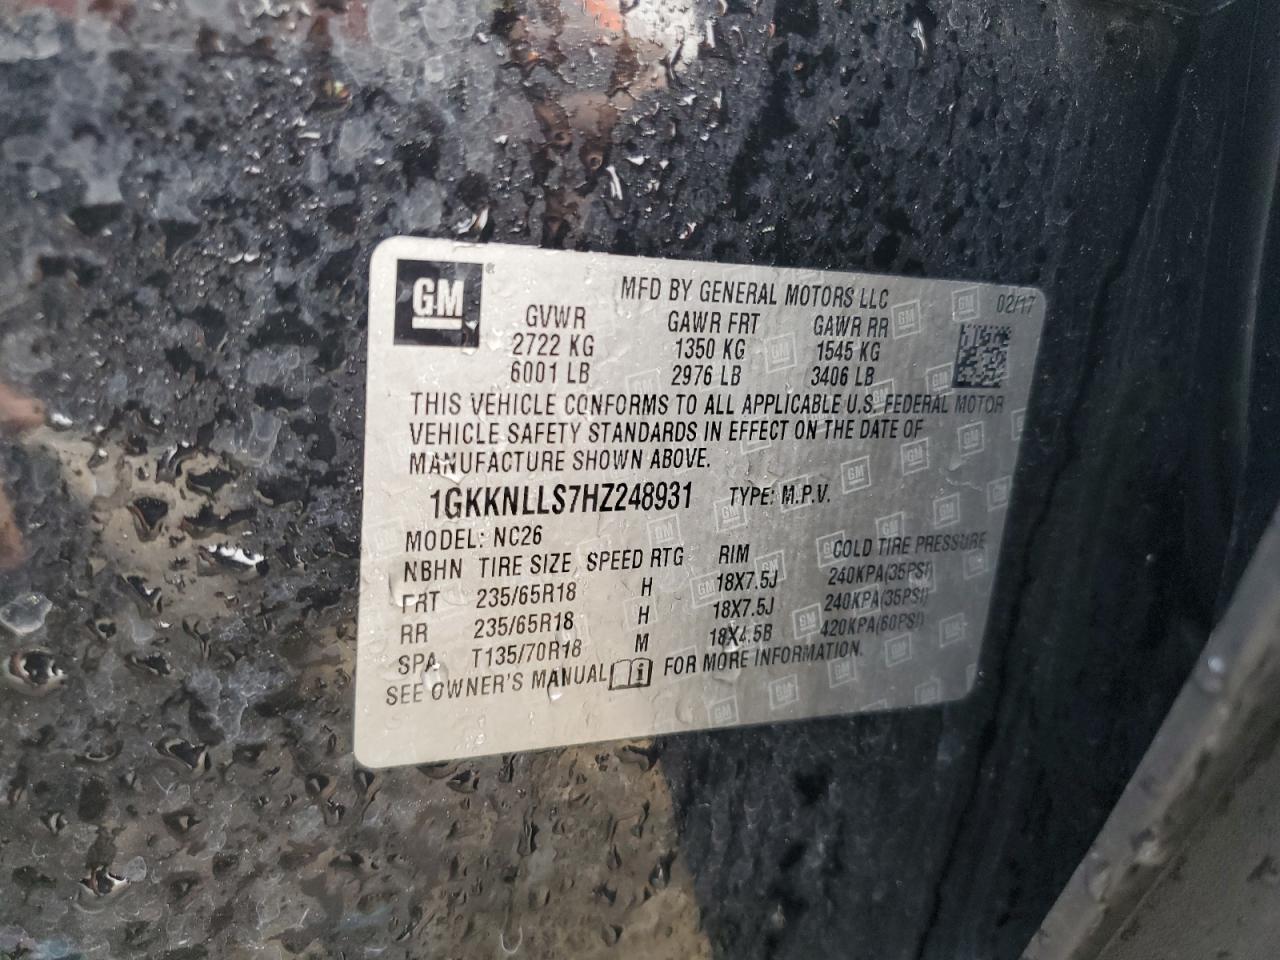 GM ®
MFD BY GENERAL MOTORS LLC 02/17
GVWR GAWR FRT GAWR RR
2722 KG 1350 KG 1545 KG
6001 LB 2976 LB 3406 LB
THIS VEHICLE CONFORMS TO ALL APPLICABLE U.S. FEDERAL MOTOR
VEHICLE SAFETY STANDARDS IN EFFECT ON THE DATE OF
MANUFACTURE SHOWN ABOVE.
1GKKNLLS7HZ248931 TYPE: M.P.V.
MODEL: NC26
NBHN TIRE SIZE SPEED RTG RIM COLD TIRE PRESSURE
FRT 235/65R18 H 18X7.5J 240KPA(35PSI)
RR 235/65R18 H 18X7.5J 240KPA(35PSI)
SPA T135/70R18 M 18X4.5B 420KPA(60PSI)
SEE OWNER'S MANUAL i FOR MORE INFORMATION.